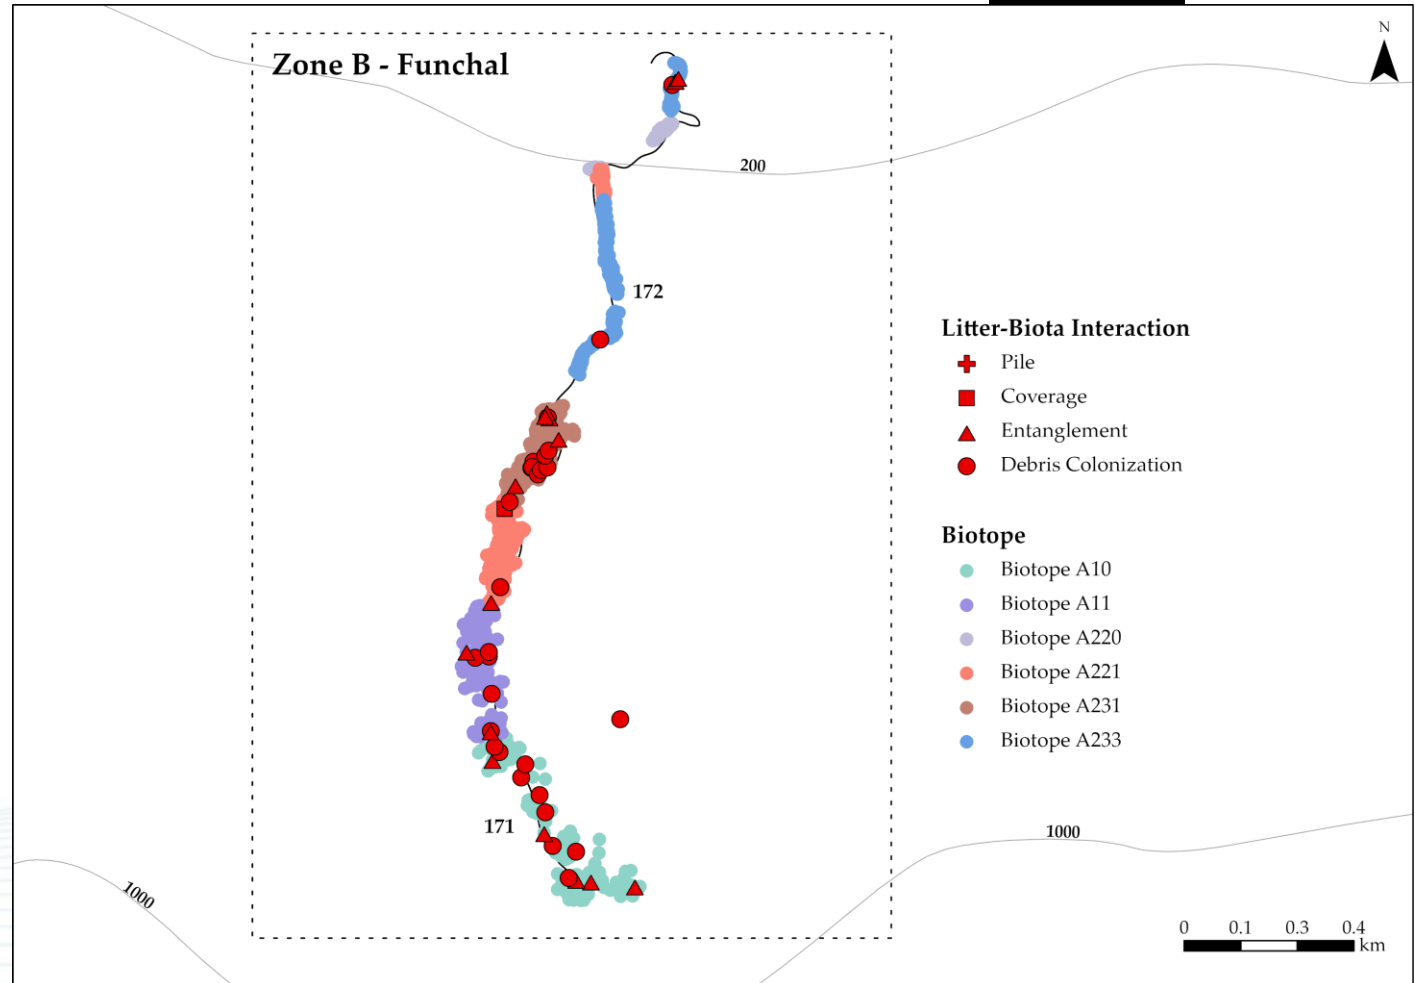 N
Zone B - Funchal
200
172
Litter-Biota Interaction
Pile
Coverage
Entanglement
Debris Colonization
Biotope
Biotope A10
Biotope A11
Biotope A220
Biotope A221
Biotope A231
Biotope A233
171
1000
1000
0 0.1 0.3 0.4
km